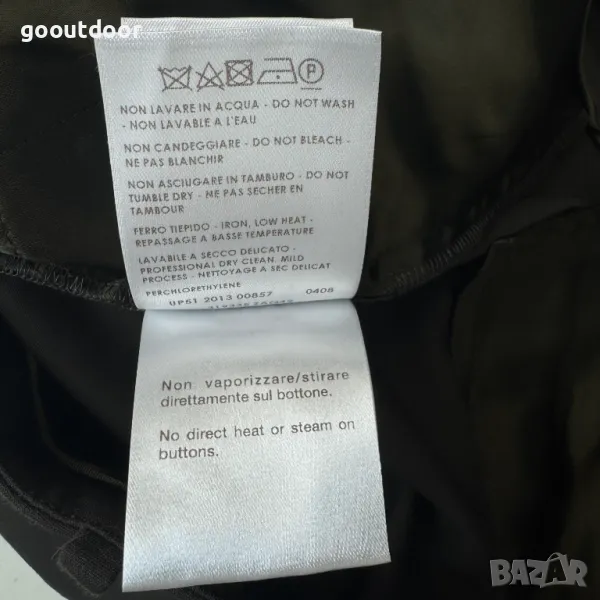 gooutdoor
P
NON LAVARE IN ACQUA - DO NOT WASH
- NON LAVABLE A L'EAU
NON CANDEGGIARE - DO NOT BLEACH -
NE PAS BLANCHIR
NON ASCIUGARE IN TAMBURO - DO NOT
TUMBLE DRY - NE PAS SECHER EN
TAMBOUR
FERRO TIEPIDO - IRON, LOW HEAT -
REPASSAGE A BASSE TEMPERATURE
LAVABILE A SECCO DELICATO -
PROFESSIONAL DRY CLEAN. MILD
PROCESS - NETTOYAGE A SEC DELICAT
PERCHLORETHYLENE
UP51 2013 00857 0408
Non vaporizzare/stirare
direttamente sul bottone.
No direct heat or steam on
buttons.
BAZAR